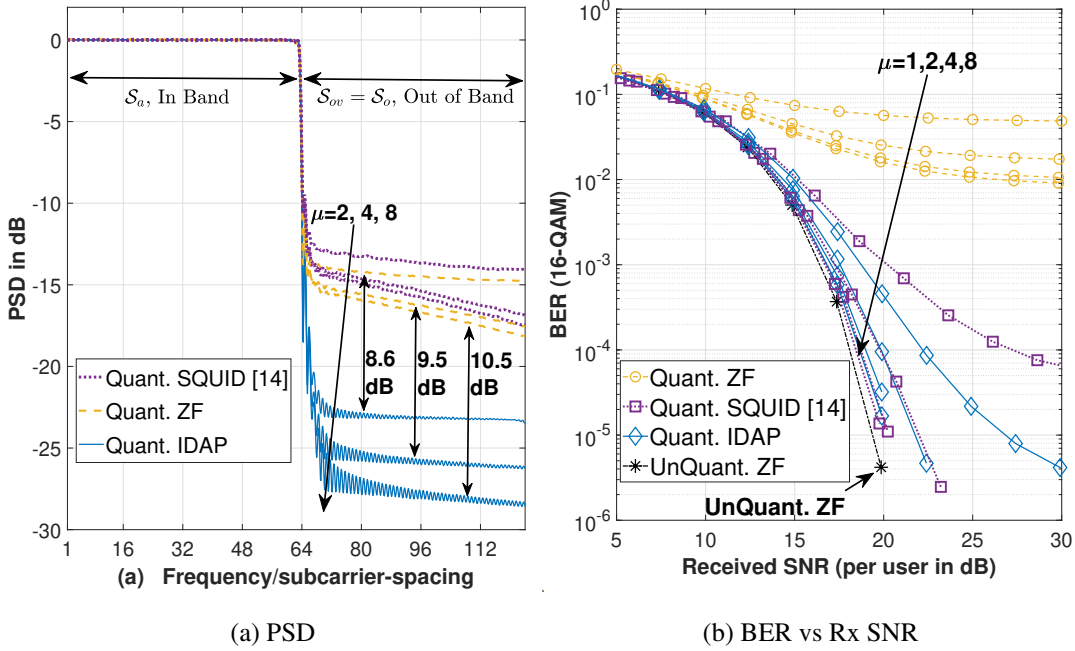 0
-5
-10
-15
-20
-25
-30
PSD in dB
𝒮ₐ, In Band
𝒮ₒᵥ = 𝒮ₒ, Out of Band
μ=2, 4, 8
8.6
dB
9.5
dB
10.5
dB
Quant. SQUID [14]
Quant. ZF
Quant. IDAP
1 16 32 48 64 80 96 112
(a) Frequency/subcarrier-spacing
(a) PSD
10⁰
10⁻¹
10⁻²
10⁻³
10⁻⁴
10⁻⁵
10⁻⁶
BER (16-QAM)
μ=1,2,4,8
Quant. ZF
Quant. SQUID [14]
Quant. IDAP
UnQuant. ZF
UnQuant. ZF
5 10 15 20 25 30
Received SNR (per user in dB)
(b) BER vs Rx SNR